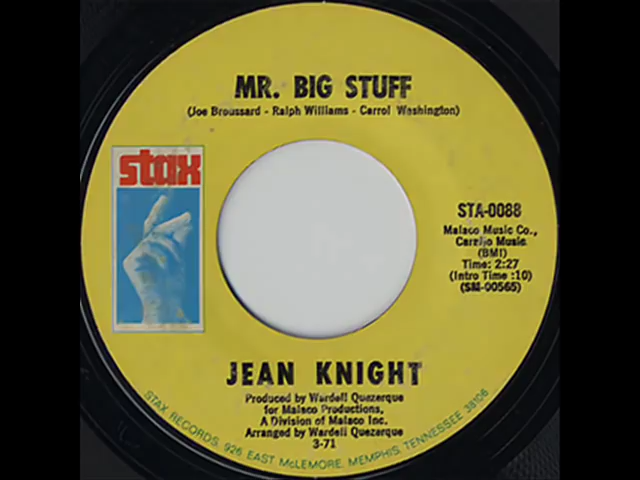 MR. BIG STUFF
(Joe Broussard - Ralph Williams - Carrol Washington)
stax
STA-0088
Malaco Music Co.,
Caraljo Music
(BMI)
Time: 2:27
(Intro Time :10)
(SM-00565)
JEAN KNIGHT
Produced by Wardell Quezerque
for Malaco Productions,
A Division of Malaco Inc.
Arranged by Wardell Quezerque
3-71
STAX RECORDS, 926 EAST McLEMORE, MEMPHIS, TENNESSEE 38106